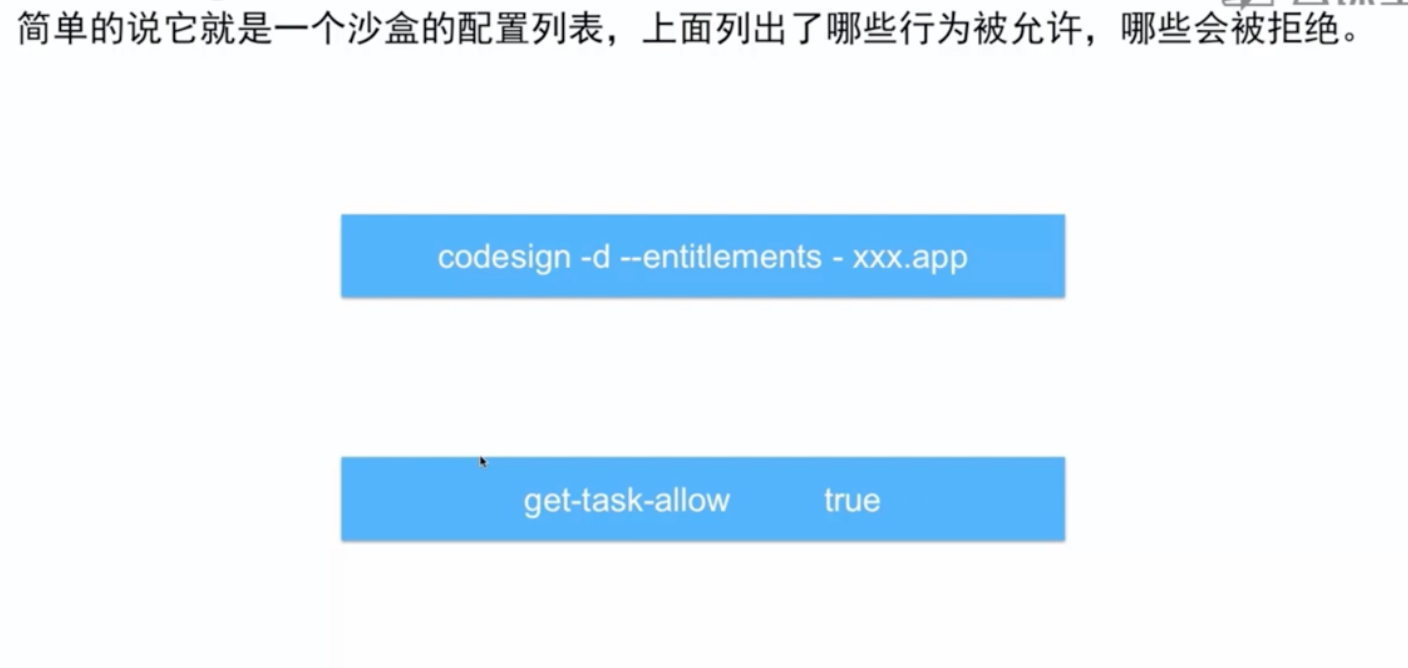 简单的说它就是一个沙盒的配置列表，上面列出了哪些行为被允许，哪些会被拒绝。
codesign -d --entitlements - xxx.app
get-task-allow true